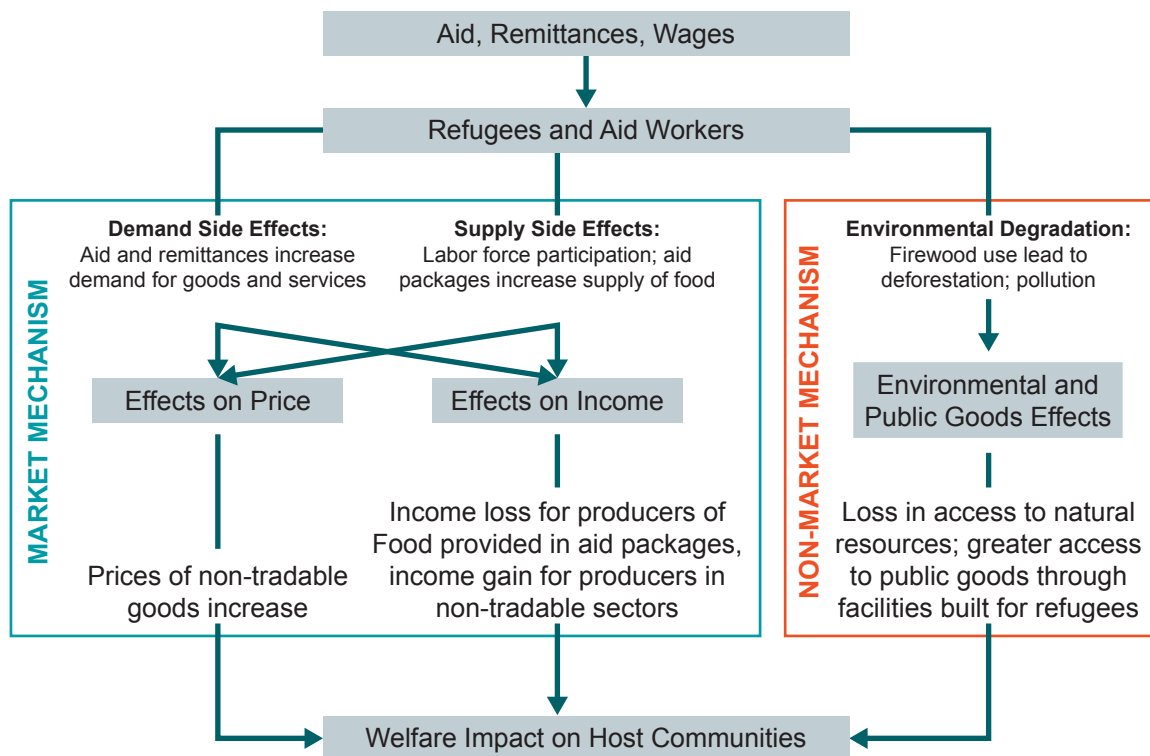 Aid, Remittances, Wages
Refugees and Aid Workers
MARKET MECHANISM
Demand Side Effects:
Aid and remittances increase
demand for goods and services
Supply Side Effects:
Labor force participation; aid
packages increase supply of food
Effects on Price
Effects on Income
Prices of non-tradable
goods increase
Income loss for producers of
Food provided in aid packages,
income gain for producers in
non-tradable sectors
NON-MARKET MECHANISM
Environmental Degradation:
Firewood use lead to
deforestation; pollution
Environmental and
Public Goods Effects
Loss in access to natural
resources; greater access
to public goods through
facilities built for refugees
Welfare Impact on Host Communities